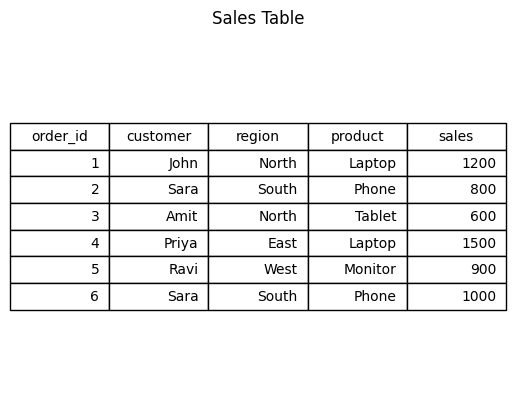 Sales Table
order_id customer region product sales
1 John North Laptop 1200
2 Sara South Phone 800
3 Amit North Tablet 600
4 Priya East Laptop 1500
5 Ravi West Monitor 900
6 Sara South Phone 1000